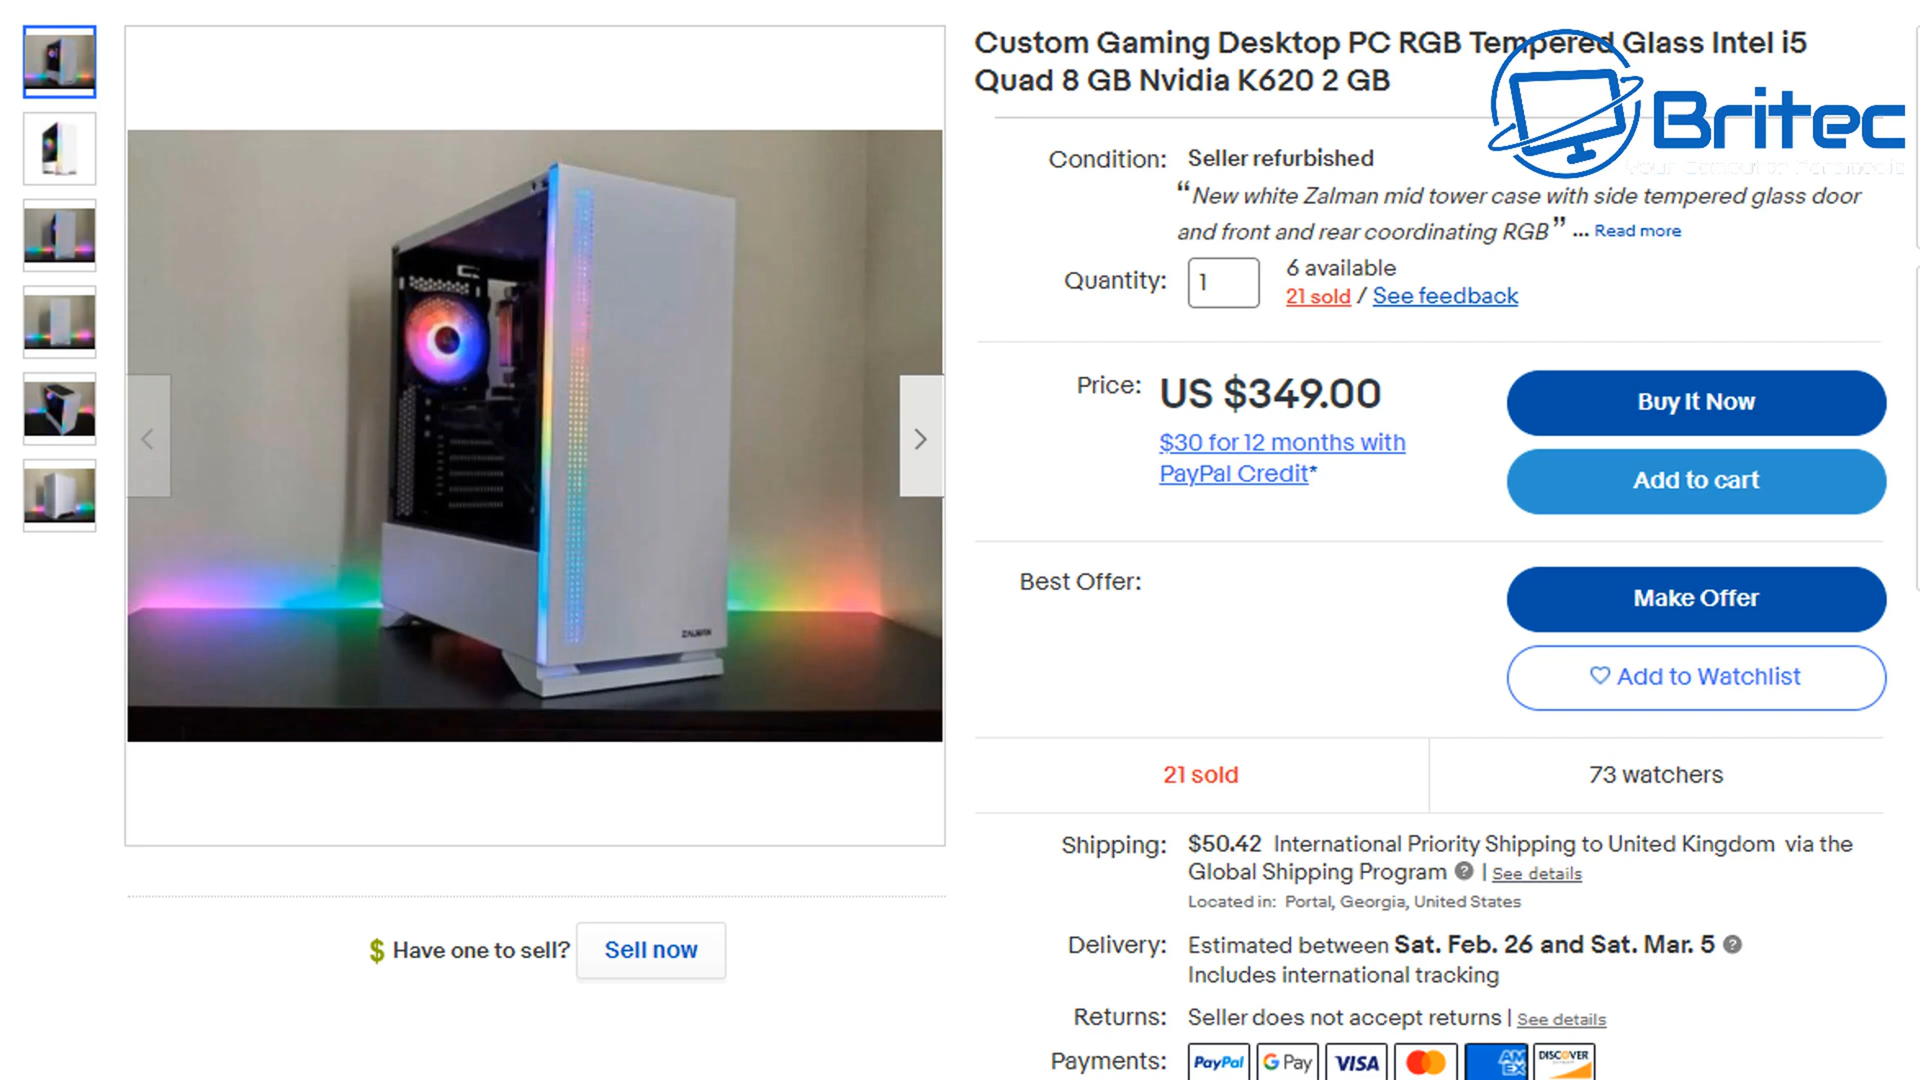 Custom Gaming Desktop PC RGB Tempered Glass Intel i5
Quad 8 GB Nvidia K620 2 GB
Britec
Condition: Seller refurbished
“New white Zalman mid tower case with side tempered glass door
and front and rear coordinating RGB” ... Read more
Quantity: 1 6 available
21 sold / See feedback
Price: US $349.00
$30 for 12 months with
PayPal Credit*
Buy It Now
Add to cart
Best Offer:
Make Offer
Add to Watchlist
21 sold 73 watchers
Shipping: $50.42 International Priority Shipping to United Kingdom via the
Global Shipping Program ? | See details
Located in: Portal, Georgia, United States
Delivery: Estimated between Sat. Feb. 26 and Sat. Mar. 5 ?
Includes international tracking
Returns: Seller does not accept returns | See details
Payments: PayPal G Pay VISA AMEX DISCOVER
ZALMAN
$ Have one to sell? Sell now